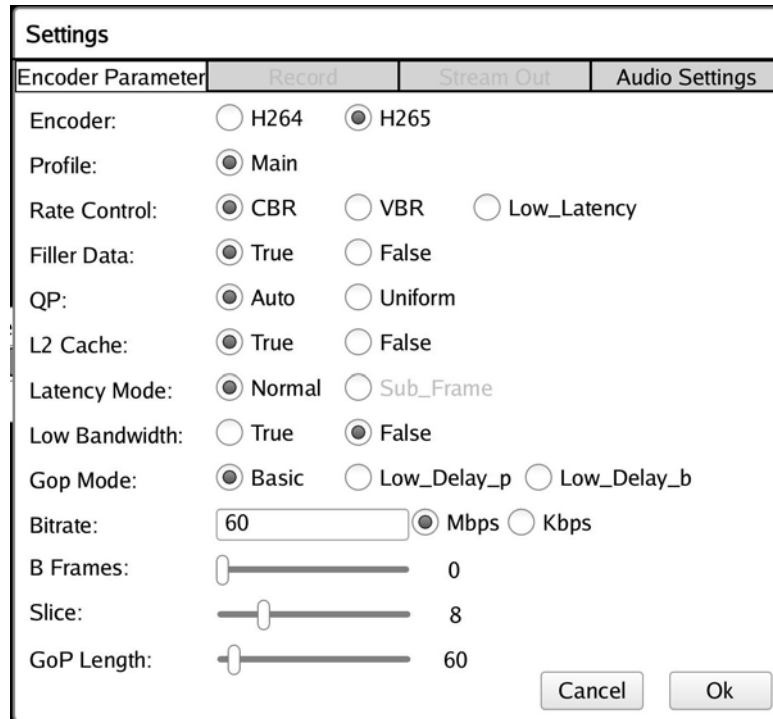 Settings
Encoder Parameter Record Stream Out Audio Settings
Encoder: H264 H265
Profile: Main
Rate Control: CBR VBR Low_Latency
Filler Data: True False
QP: Auto Uniform
L2 Cache: True False
Latency Mode: Normal Sub_Frame
Low Bandwidth: True False
Gop Mode: Basic Low_Delay_p Low_Delay_b
Bitrate: 60 Mbps Kbps
B Frames: 0
Slice: 8
GoP Length: 60
Cancel Ok